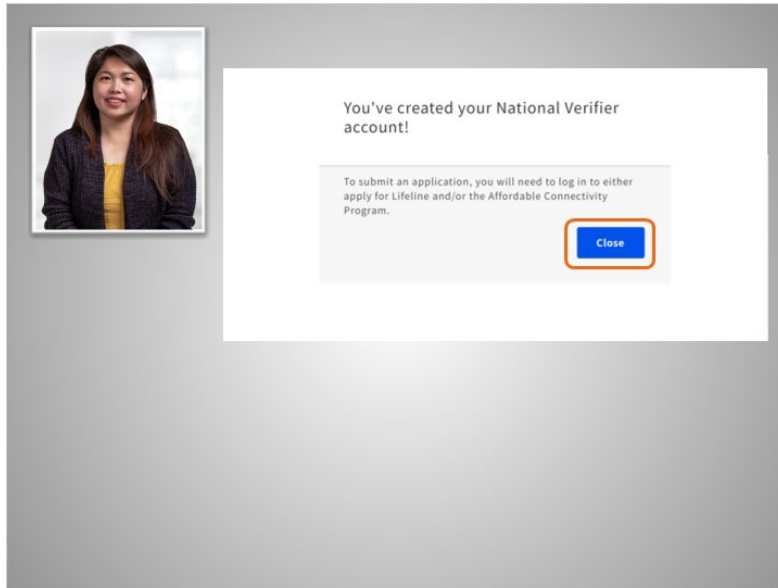 You've created your National Verifier
account!
To submit an application, you will need to log in to either
apply for Lifeline and/or the Affordable Connectivity
Program.
Close